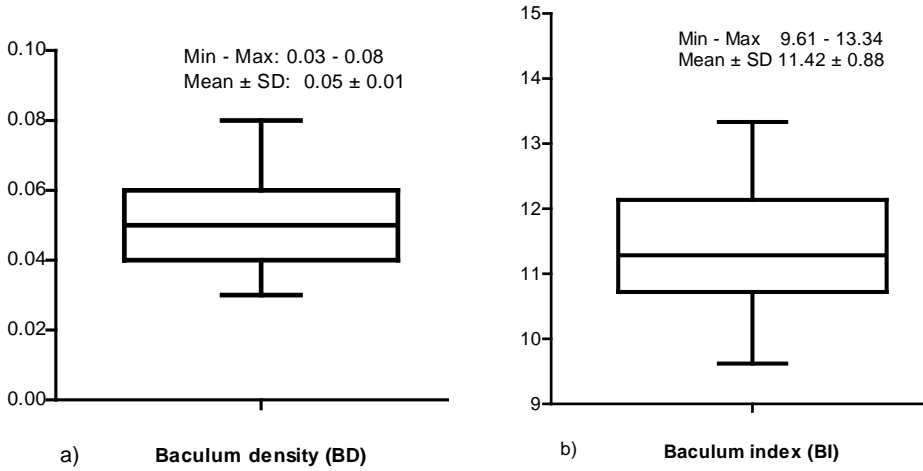 0.10
0.08
0.06
0.04
0.02
0.00
Min - Max: 0.03 - 0.08
Mean ± SD: 0.05 ± 0.01
a) Baculum density (BD)
15
14
13
12
11
10
9
Min - Max 9.61 - 13.34
Mean ± SD 11.42 ± 0.88
b) Baculum index (BI)